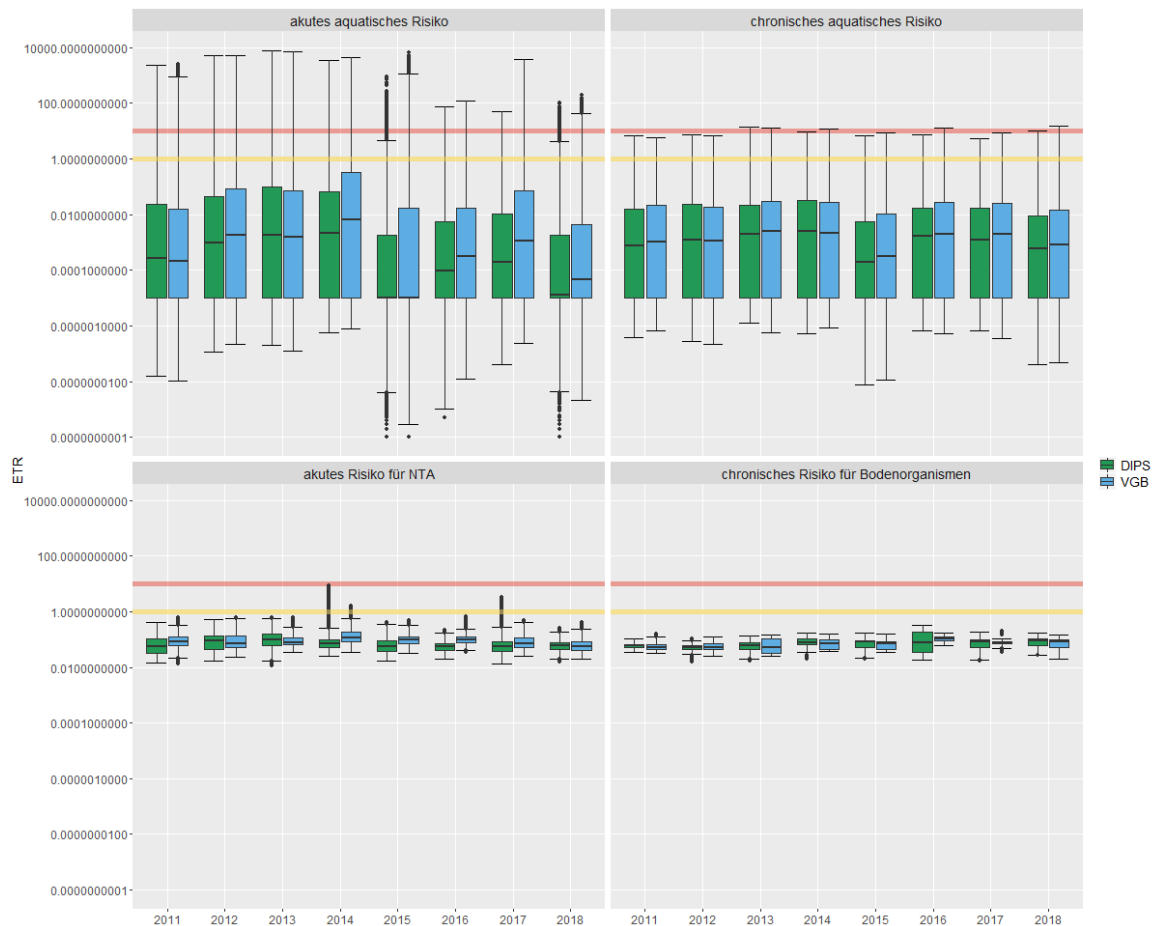 akutes aquatisches Risiko
chronisches aquatisches Risiko
10000.0000000000
100.0000000000
1.0000000000
0.0100000000
0.0001000000
0.0000010000
0.0000000100
0.0000000001
ETR
akutes Risiko für NTA
chronisches Risiko für Bodenorganismen
10000.0000000000
100.0000000000
1.0000000000
0.0100000000
0.0001000000
0.0000010000
0.0000000100
0.0000000001
2011 2012 2013 2014 2015 2016 2017 2018
2011 2012 2013 2014 2015 2016 2017 2018
DIPS
VGB